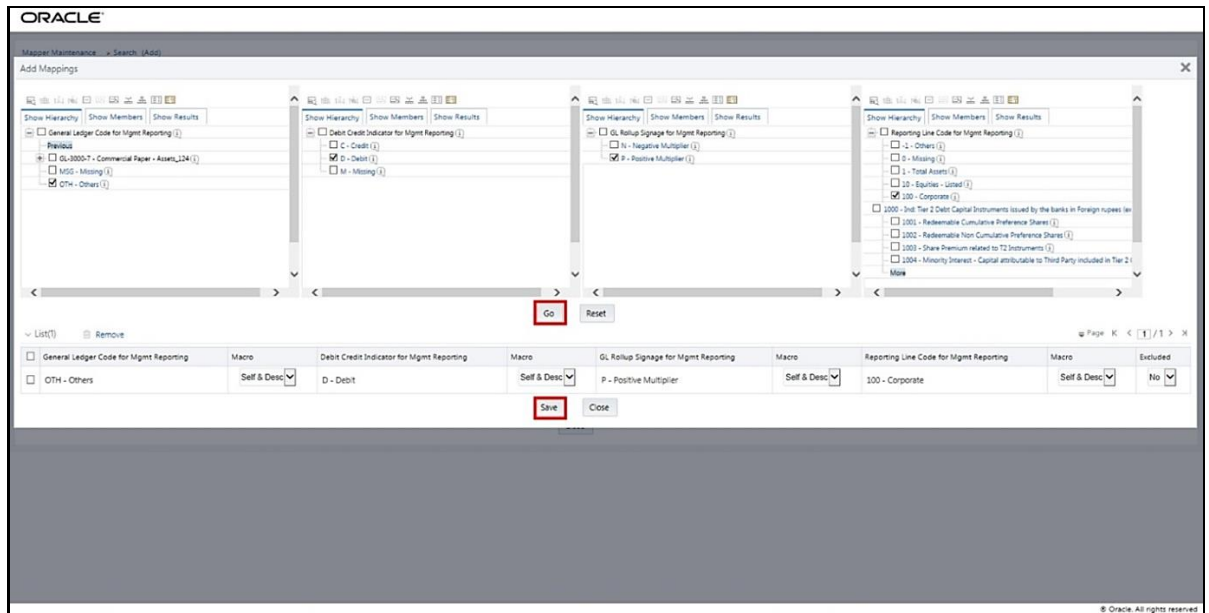 ORACLE
Mapper Maintenance » Search (Add)
Add Mappings
Show Hierarchy Show Members Show Results
General Ledger Code for Mgmt Reporting
Previous
GL-3000-7 - Commercial Paper - Assets_124
MSG - Missing
OTH - Others
Show Hierarchy Show Members Show Results
Debit Credit Indicator for Mgmt Reporting
C - Credit
D - Debit
M - Missing
Show Hierarchy Show Members Show Results
GL Rollup Signage for Mgmt Reporting
N - Negative Multiplier
P - Positive Multiplier
Show Hierarchy Show Members Show Results
Reporting Line Code for Mgmt Reporting
-1 - Others
0 - Missing
1 - Total Assets
10 - Equities - Listed
100 - Corporate
1000 - Ind: Tier 2 Debt Capital Instruments issued by the banks in Foreign rupees
1001 - Redeemable Cumulative Preference Shares
1002 - Redeemable Non Cumulative Preference Shares
1003 - Share Premium related to T2 Instruments
1004 - Minority Interest - Capital attributable to Third Party included in Tier 2
More
Go Reset
List(1) Remove Page 1 / 1
General Ledger Code for Mgmt Reporting Macro Debit Credit Indicator for Mgmt Reporting Macro GL Rollup Signage for Mgmt Reporting Macro Reporting Line Code for Mgmt Reporting Macro Excluded
OTH - Others Self & Desc D - Debit Self & Desc P - Positive Multiplier Self & Desc 100 - Corporate Self & Desc No
Save Close
© Oracle. All rights reserved